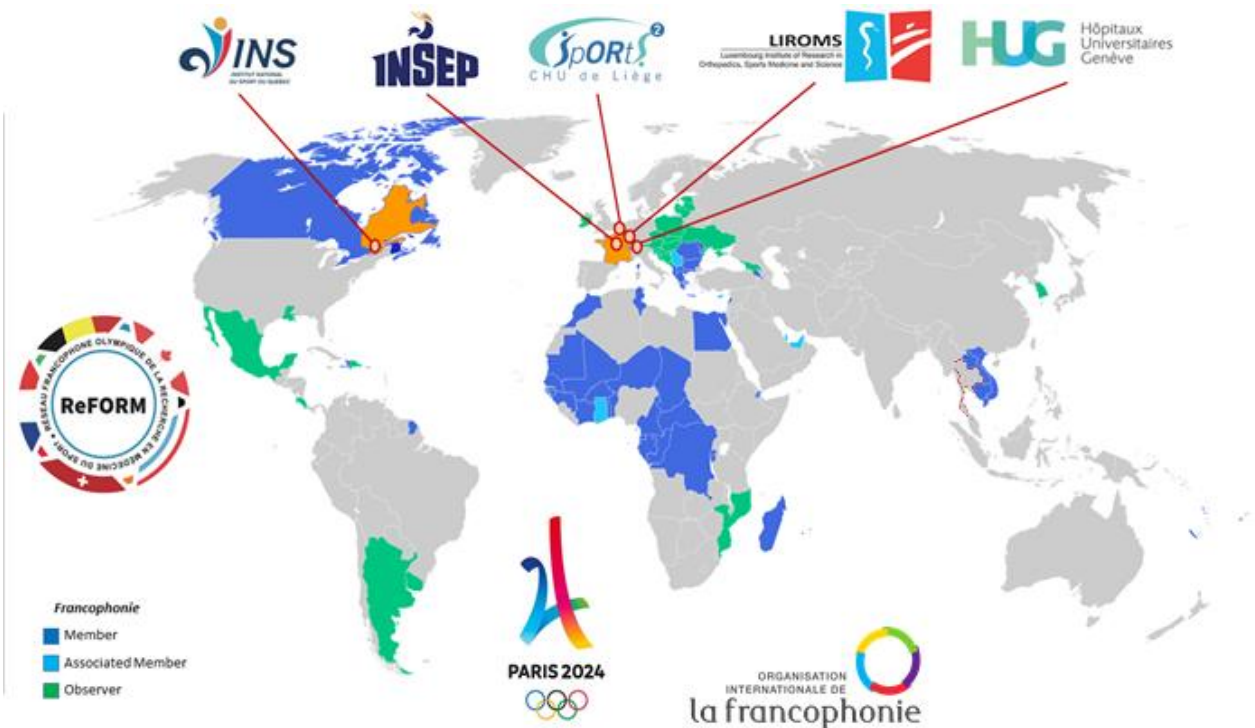 INS
INSTITUT NATIONAL
DU SPORT DU QUÉBEC
INSEP
SpORtS²
CHU de Liège
LIROMS
Luxembourg Institute of Research in
Orthopedics, Sports Medicine and Science
HUG
Hôpitaux
Universitaires
Genève
RÉSEAU FRANCOPHONE OLYMPIQUE DE LA RECHERCHE EN MÉDECINE DU SPORT •
ReFORM
Francophonie
Member
Associated Member
Observer
PARIS 2024
ORGANISATION
INTERNATIONALE DE
la francophonie